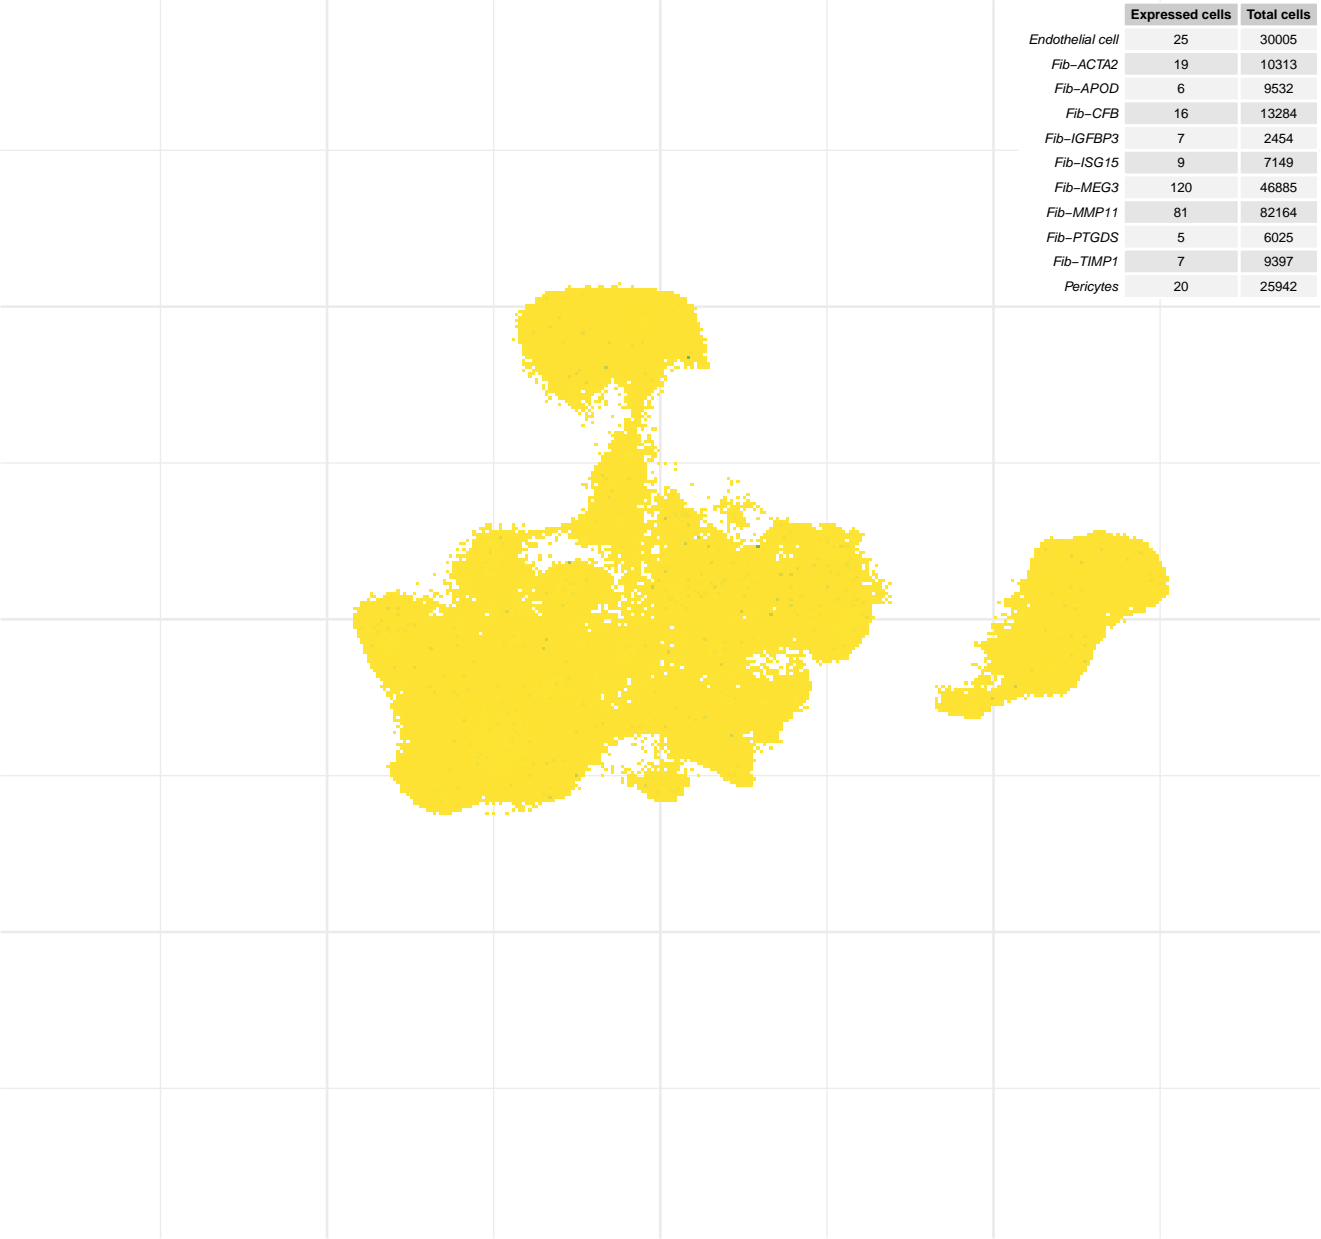 Expressed cells Total cells
Endothelial cell 25 30005
Fib−ACTA2 19 10313
Fib−APOD 6 9532
Fib−CFB 16 13284
Fib−IGFBP3 7 2454
Fib−ISG15 9 7149
Fib−MEG3 120 46885
Fib−MMP11 81 82164
Fib−PTGDS 5 6025
Fib−TIMP1 7 9397
Pericytes 20 25942